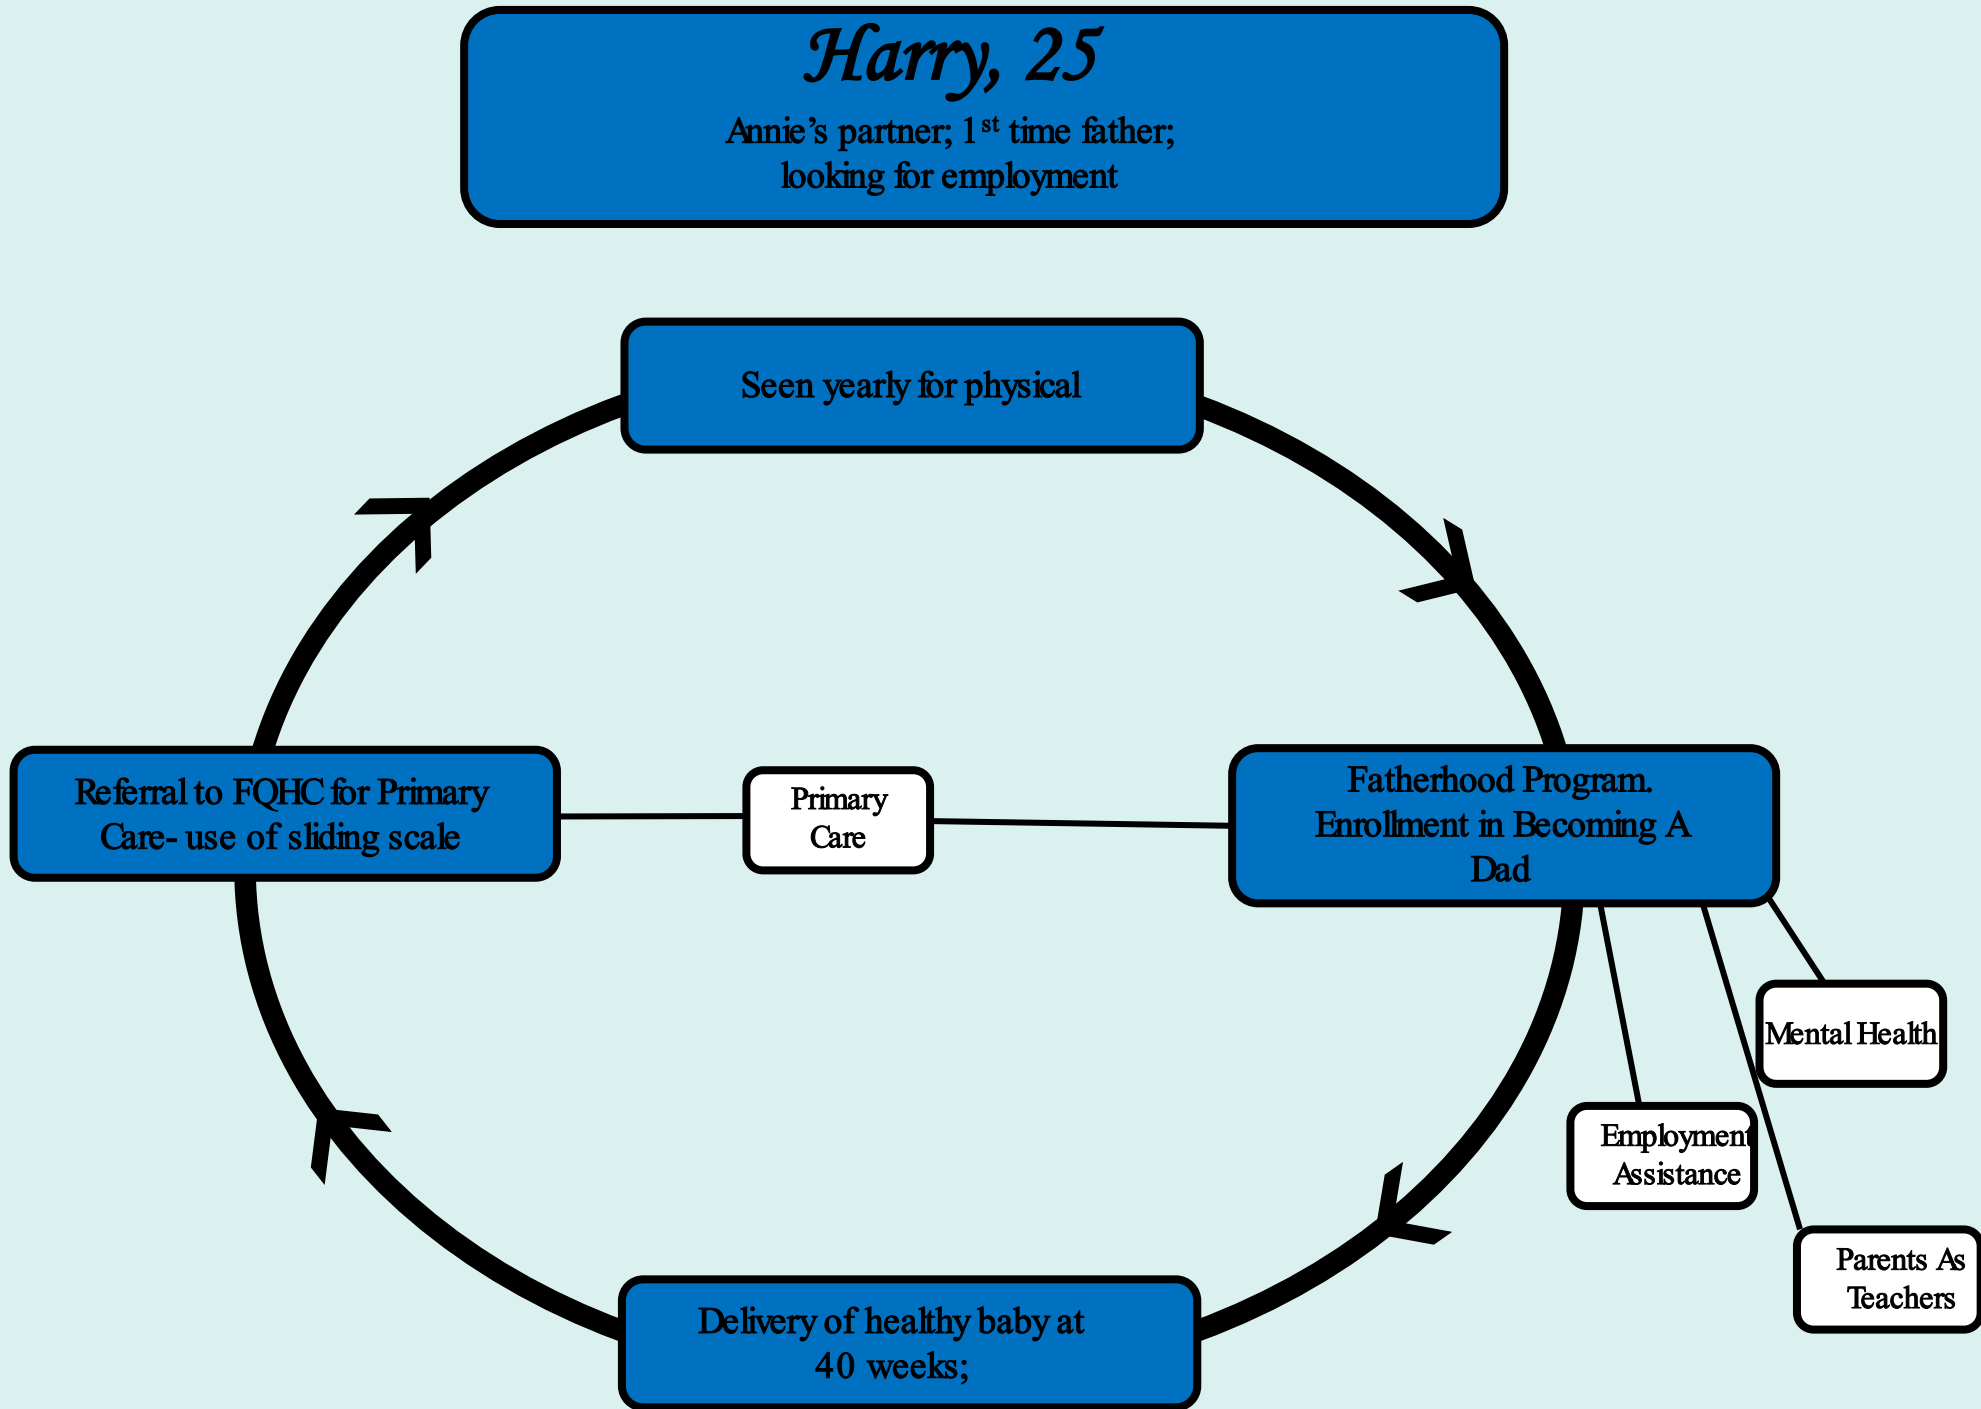 Harry, 25
Annie’s partner; 1st time father;
looking for employment
Seen yearly for physical
Referral to FQHC for Primary
Care- use of sliding scale
Primary
Care
Fatherhood Program.
Enrollment in Becoming A
Dad
Mental Health
Employment
Assistance
Parents As
Teachers
Delivery of healthy baby at
40 weeks;